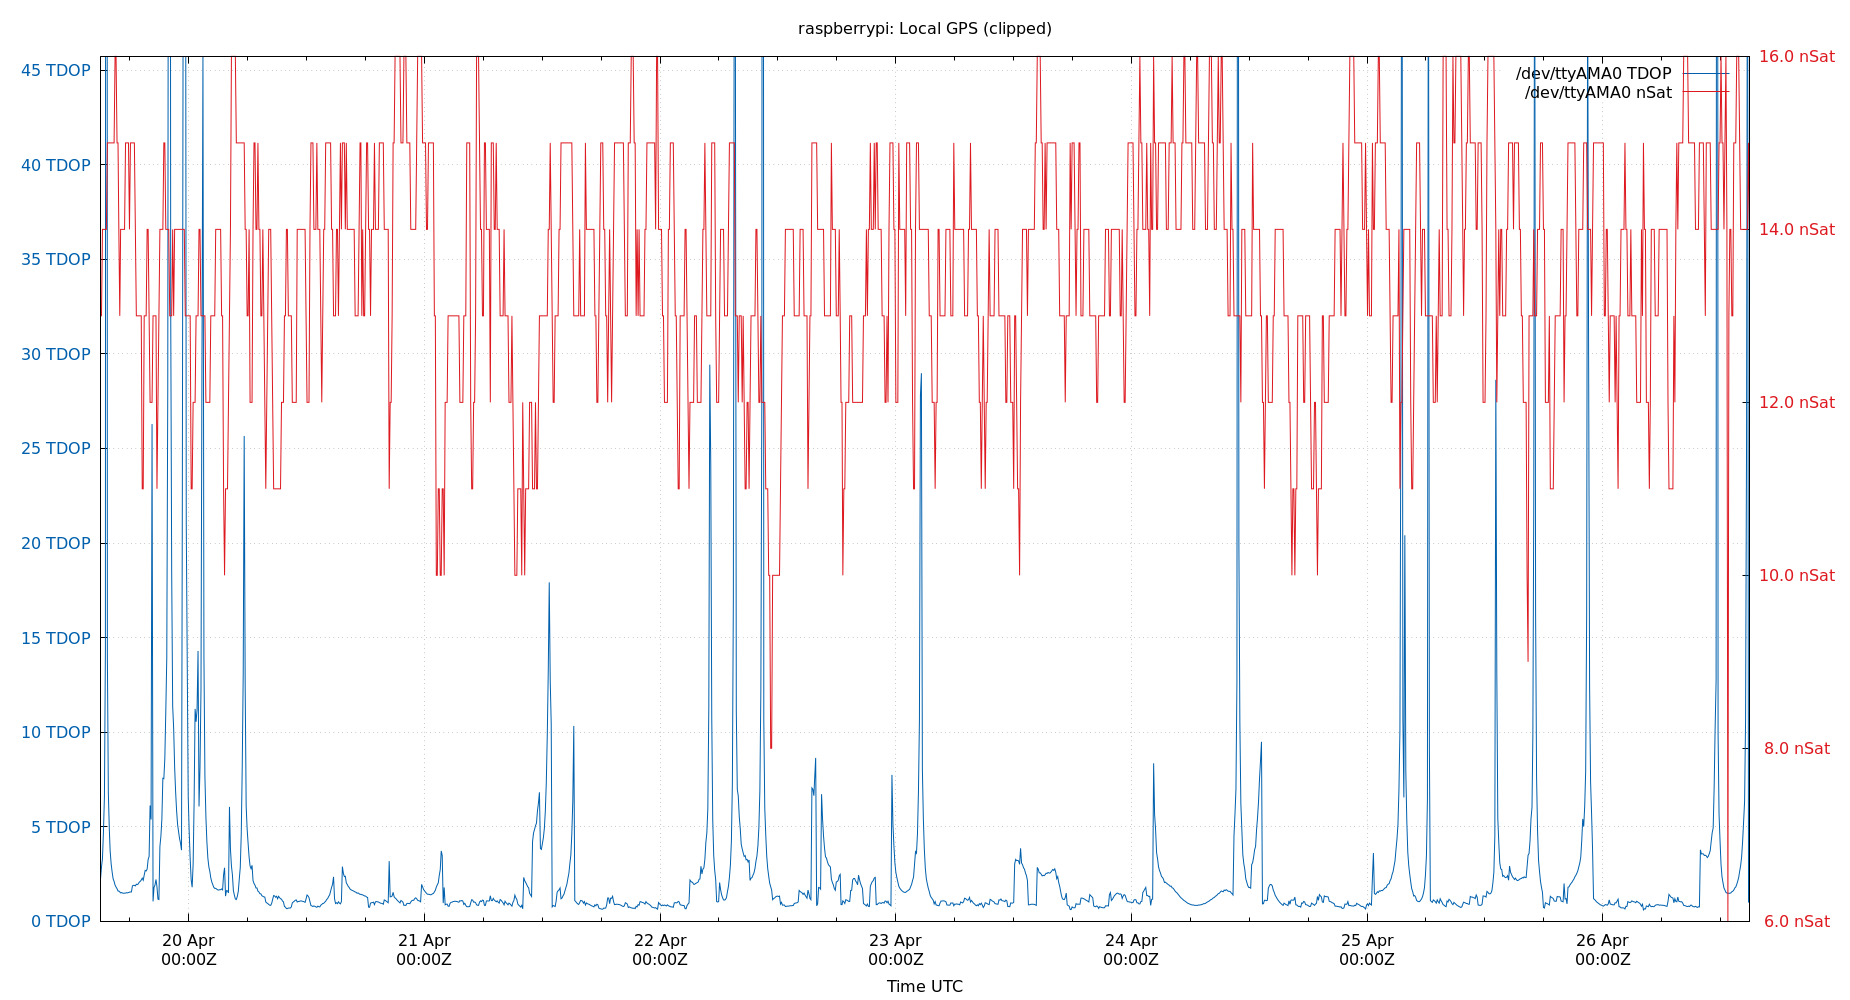 raspberrypi: Local GPS (clipped)
45 TDOP
40 TDOP
35 TDOP
30 TDOP
25 TDOP
20 TDOP
15 TDOP
10 TDOP
5 TDOP
0 TDOP
16.0 nSat
14.0 nSat
12.0 nSat
10.0 nSat
8.0 nSat
6.0 nSat
/dev/ttyAMA0 TDOP
/dev/ttyAMA0 nSat
20 Apr 21 Apr 22 Apr 23 Apr 24 Apr 25 Apr 26 Apr
00:00Z 00:00Z 00:00Z 00:00Z 00:00Z 00:00Z 00:00Z
Time UTC